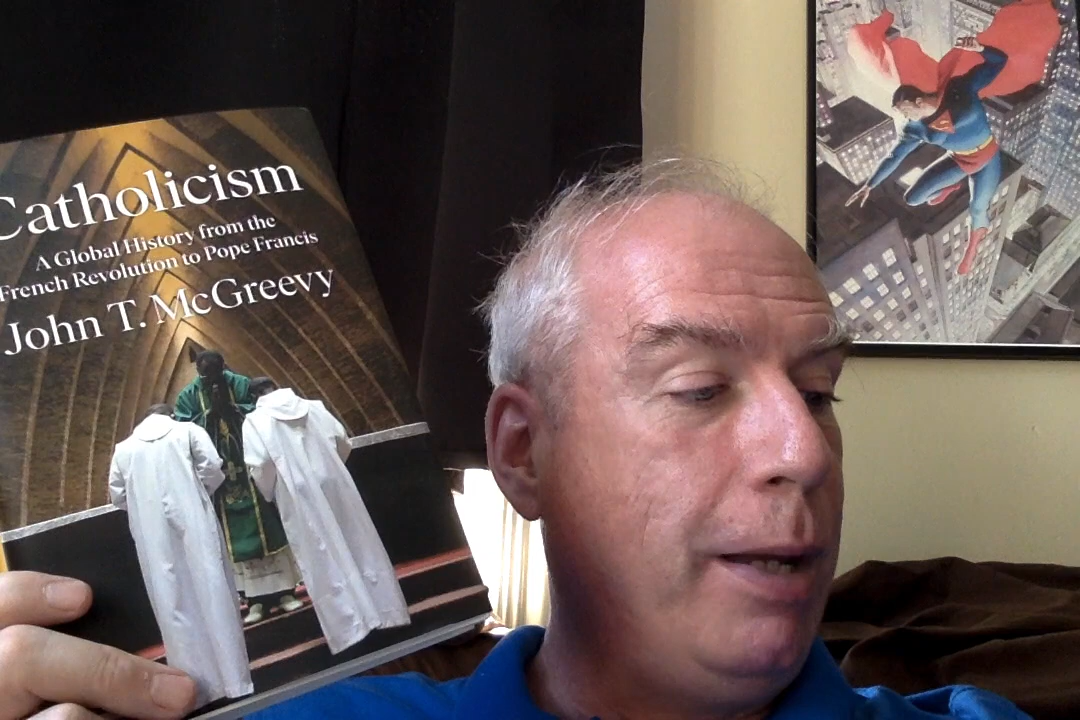 Catholicism
A Global History from the
French Revolution to Pope Francis
John T. McGreevy